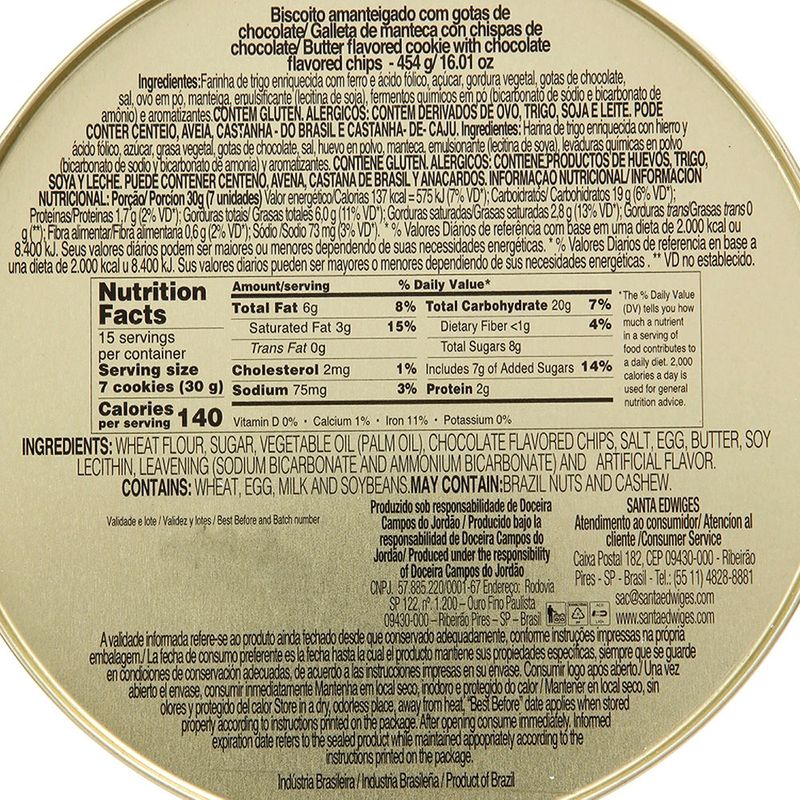 Biscoito amanteigado com gotas de
chocolate/ Galleta de manteca con chispas de
chocolate/ Butter flavored cookie with chocolate
flavored chips - 454 g/ 16.01 oz
Ingredientes:Farinha de trigo enriquecida com ferro e ácido fólico, açúcar, gordura vegetal, gotas de chocolate,
sal, ovo em pó, manteiga, emulsificante (lecitina de soja), fermentos químicos em pó (bicarbonato de sódio e bicarbonato de
amônio) e aromatizantes.CONTÉM GLUTEN. ALÉRGICOS: CONTÉM DERIVADOS DE OVO, TRIGO, SOJA E LEITE. PODE
CONTER CENTEIO, AVEIA, CASTANHA - DO BRASIL E CASTANHA- DE- CAJU. Ingredientes: Harina de trigo enriquecida con hierro y
ácido fólico, azúcar, grasa vegetal, gotas de chocolate, sal, huevo en polvo, manteca, emulsionante (lecitina de soja), levaduras químicas en polvo
(bicarbonato de sodio y bicarbonato de amonia) y aromatizantes. CONTIENE GLUTEN. ALERGICOS: CONTIENE PRODUCTOS DE HUEVOS, TRIGO,
SOYA Y LECHE. PUEDE CONTENER CENTENO, AVENA, CASTANA DE BRASIL Y ANACARDOS. INFORMAÇAO NUTRICIONAL/ INFORMACION
NUTRICIONAL: Porção/ Porcion 30g (7 unidades) Valor energético/Calorias 137 kcal = 575 kJ (7% VD*); Carboidratos/ Carbohidratos 19 g (6% VD*);
Proteínas/Proteines 1,7 g (2% VD*); Gorduras totais/ Grasas totales 6,0 g (11% VD*); Gorduras saturadas/Grasas saturadas 2,8 g (13% VD*); Gorduras trans/Grasas trans 0
g (**); Fibra alimentar/Fibra alimentaria 0,6 g (2% VD*); Sódio /Sodio 73 mg (3% VD*). * % Valores Diários de referência com base em uma dieta de 2.000 kcal ou
8.400 kJ. Seus valores diários podem ser maiores ou menores dependendo de suas necessidades energéticas. * % Valores Diarios de referencia en base a
una dieta de 2.000 kcal u 8.400 kJ. Sus valores diarios pueden ser mayores o menores dependiendo de sus necesidades energéticas . ** VD no establecido.
Nutrition
Facts
15 servings
per container
Serving size
7 cookies (30 g)
Calories
per serving 140
Amount/serving % Daily Value*
Total Fat 6g 8%
Saturated Fat 3g 15%
Trans Fat 0g
Cholesterol 2mg 1%
Sodium 75mg 3%
Total Carbohydrate 20g 7%
Dietary Fiber <1g 4%
Total Sugars 8g
Includes 7g of Added Sugars 14%
Protein 2g
Vitamin D 0% • Calcium 1% • Iron 11% • Potassium 0%
*The % Daily Value
(DV) tells you how
much a nutrient
in a serving of
food contributes to
a daily diet. 2,000
calories a day is
used for general
nutrition advice.
INGREDIENTS: WHEAT FLOUR, SUGAR, VEGETABLE OIL (PALM OIL), CHOCOLATE FLAVORED CHIPS, SALT, EGG, BUTTER, SOY
LECITHIN, LEAVENING (SODIUM BICARBONATE AND AMMONIUM BICARBONATE) AND ARTIFICIAL FLAVOR.
CONTAINS: WHEAT, EGG, MILK AND SOYBEANS.MAY CONTAIN:BRAZIL NUTS AND CASHEW.
Validade e lote / Validez y lotes / Best Before and Batch number
Produzido sob responsabilidade de Doceira
Campos do Jordão / Producido bajo la
responsabilidad de Doceira Campos do
Jordão/ Produced under the responsibility
of Doceira Campos do Jordão
CNPJ. 57.885.220/0001-67 Endereço: Rodovia
SP 122, nº. 1.200 – Ouro Fino Paulista
09430-000 – Ribeirão Pires – SP – Brasil
SANTA EDWIGES
Atendimento ao consumidor/ Atencíon al
cliente /Consumer Service
Caixa Postal 182, CEP 09430-000 - Ribeirão
Pires - SP - Brasil - Tel.: (55 11) 4828-8881
sac@santaedwiges.com
www.santaedwiges.com
A validade informada refere-se ao produto ainda fechado desde que conservado adequadamente, conforme instruções impressas na própria
embalagem./ La fecha de consumo preferente es la fecha hasta la cual el producto mantiene sus propiedades específicas, siempre que se guarde
en condiciones de conservación adecuadas, de acuerdo a las instrucciones impresas en su envase. Consumir logo após aberto./ Una vez
abierto el envase, consumir inmediatamente Mantenha em local seco, inodoro e protegido do calor / Mantener en local seco, sin
olores y protegido del calor Store in a dry, odorless place, away from heat, "Best Before" date applies when stored
properly according to instructions printed on the package. After opening consume immediately. Informed
expiration date refers to the sealed product while maintained appropriately according to the
instructions printed on the package.
Indústria Brasileira / Industria Brasileña / Product of Brazil